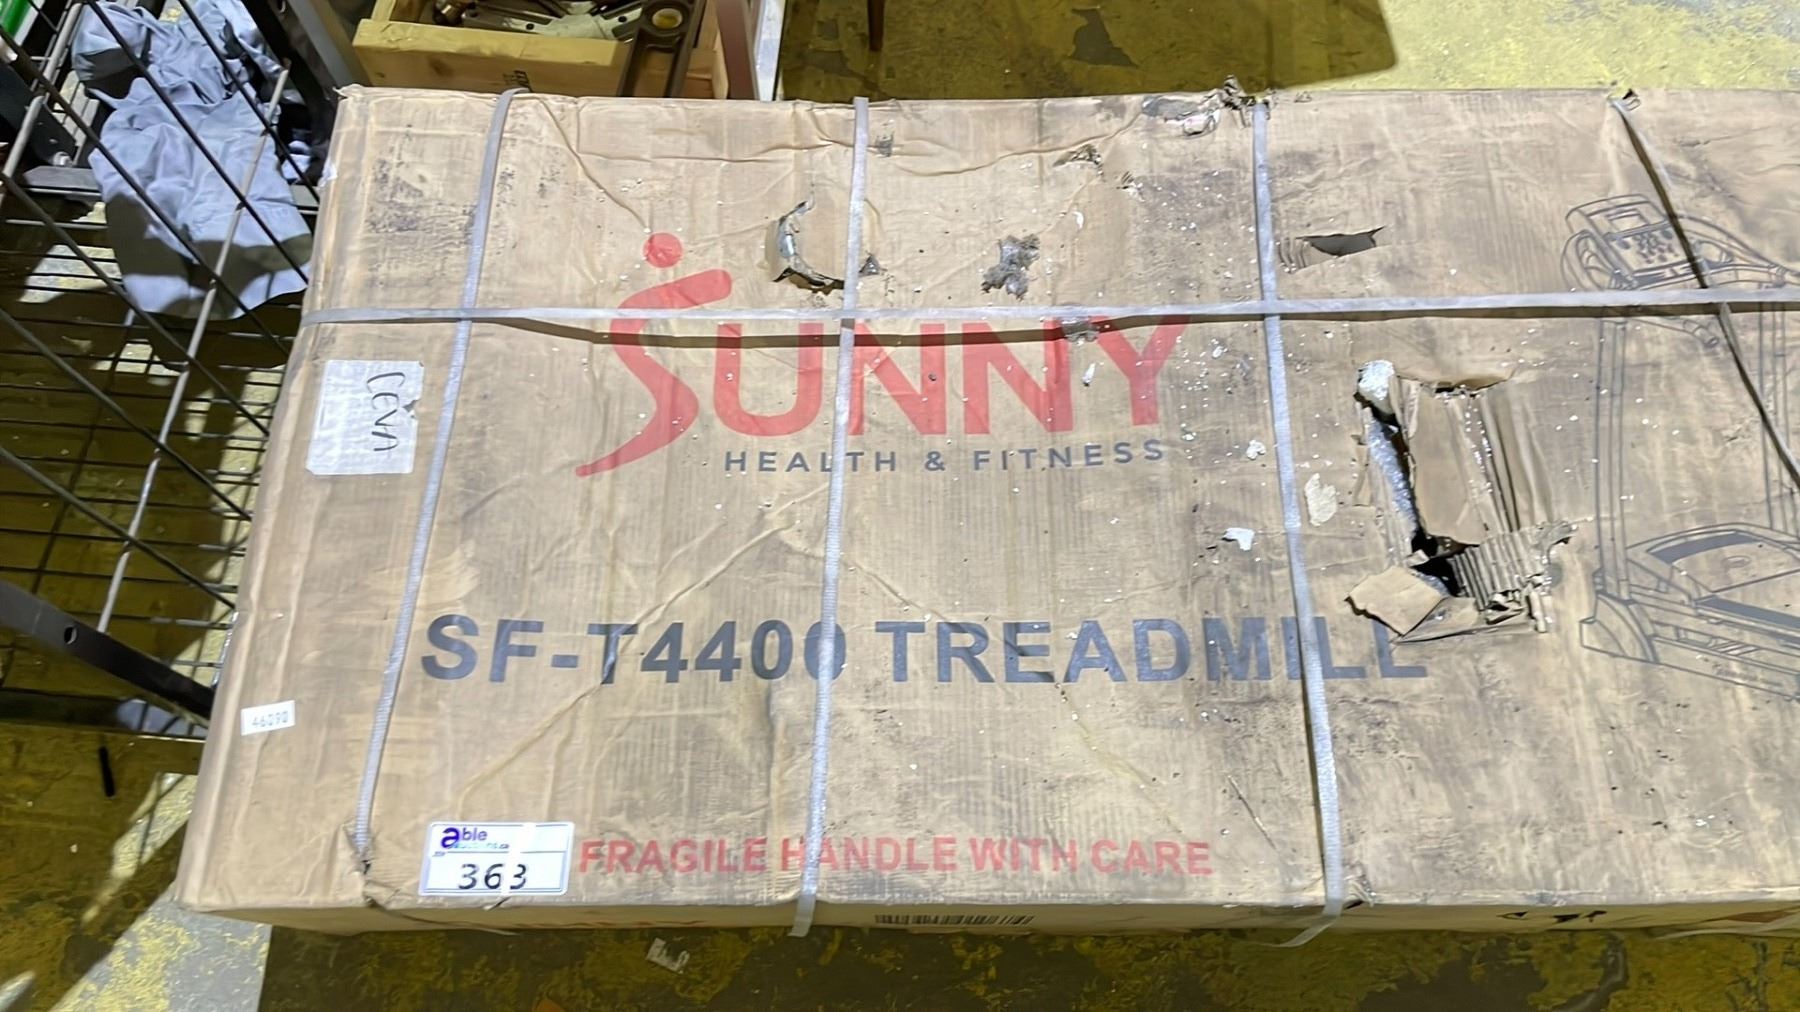 CEVA
SUNNY
HEALTH & FITNESS
SF-T4400 TREADMILL
46090
able
363
FRAGILE HANDLE WITH CARE